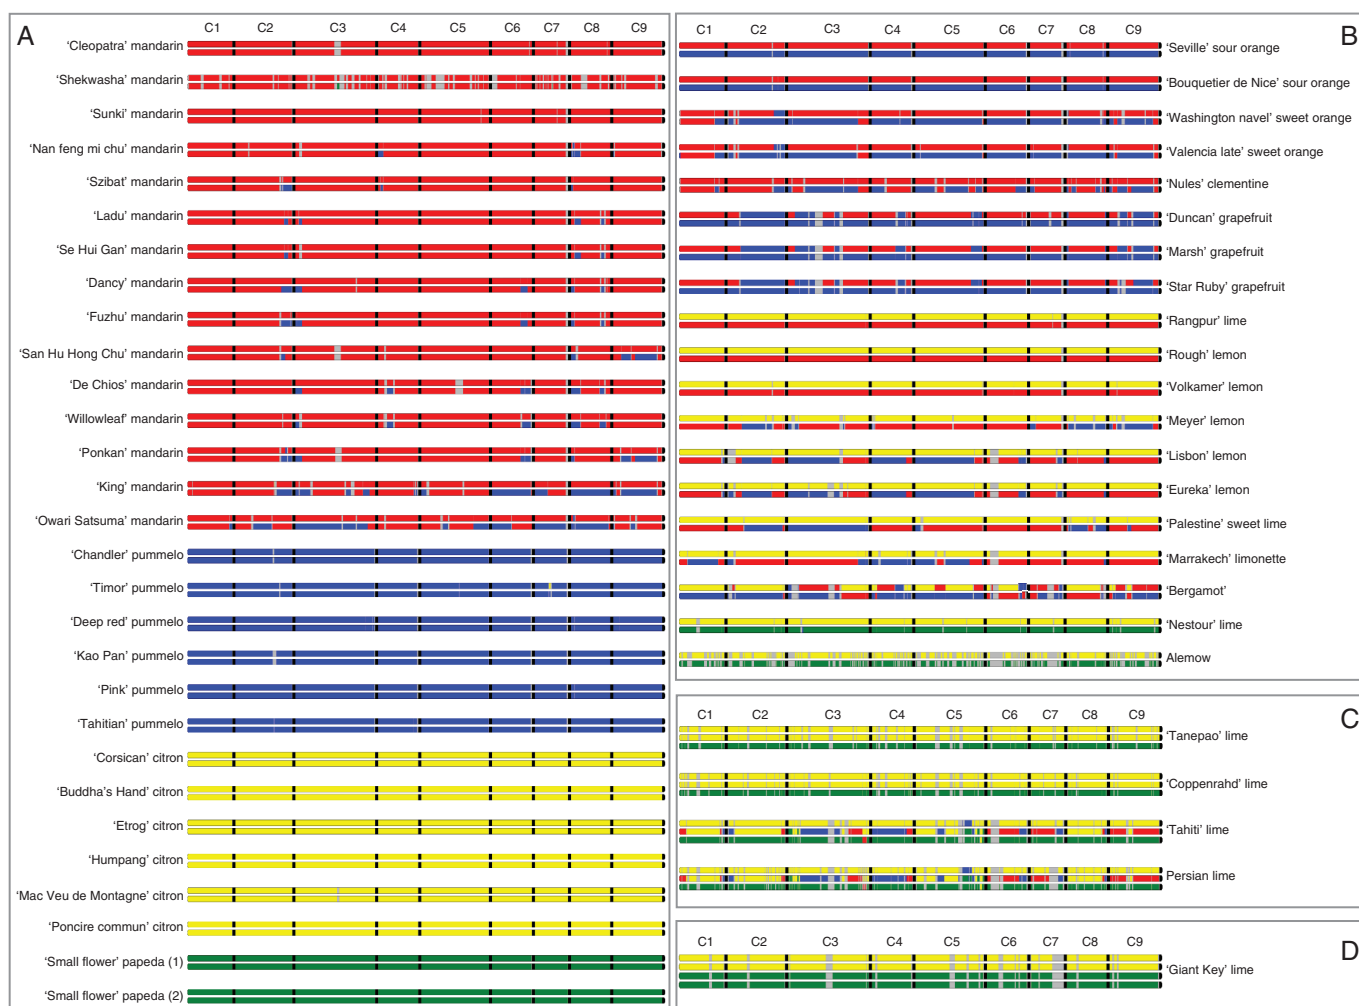 A
C1 C2 C3 C4 C5 C6 C7 C8 C9
‘Cleopatra’ mandarin
‘Shekwasha’ mandarin
‘Sunki’ mandarin
‘Nan feng mi chu’ mandarin
‘Szibat’ mandarin
‘Ladu’ mandarin
‘Se Hui Gan’ mandarin
‘Dancy’ mandarin
‘Fuzhu’ mandarin
‘San Hu Hong Chu’ mandarin
‘De Chios’ mandarin
‘Willowleaf’ mandarin
‘Ponkan’ mandarin
‘King’ mandarin
‘Owari Satsuma’ mandarin
‘Chandler’ pummelo
‘Timor’ pummelo
‘Deep red’ pummelo
‘Kao Pan’ pummelo
‘Pink’ pummelo
‘Tahitian’ pummelo
‘Corsican’ citron
‘Buddha’s Hand’ citron
‘Etrog’ citron
‘Humpang’ citron
‘Mac Veu de Montagne’ citron
‘Poncire commun’ citron
‘Small flower’ papeda (1)
‘Small flower’ papeda (2)
B
C1 C2 C3 C4 C5 C6 C7 C8 C9
‘Seville’ sour orange
‘Bouquetier de Nice’ sour orange
‘Washington navel’ sweet orange
‘Valencia late’ sweet orange
‘Nules’ clementine
‘Duncan’ grapefruit
‘Marsh’ grapefruit
‘Star Ruby’ grapefruit
‘Rangpur’ lime
‘Rough’ lemon
‘Volkamer’ lemon
‘Meyer’ lemon
‘Lisbon’ lemon
‘Eureka’ lemon
‘Palestine’ sweet lime
‘Marrakech’ limonette
‘Bergamot’
‘Nestour’ lime
Alemow
C
C1 C2 C3 C4 C5 C6 C7 C8 C9
‘Tanepao’ lime
‘Coppenrahd’ lime
‘Tahiti’ lime
Persian lime
D
C1 C2 C3 C4 C5 C6 C7 C8 C9
‘Giant Key’ lime